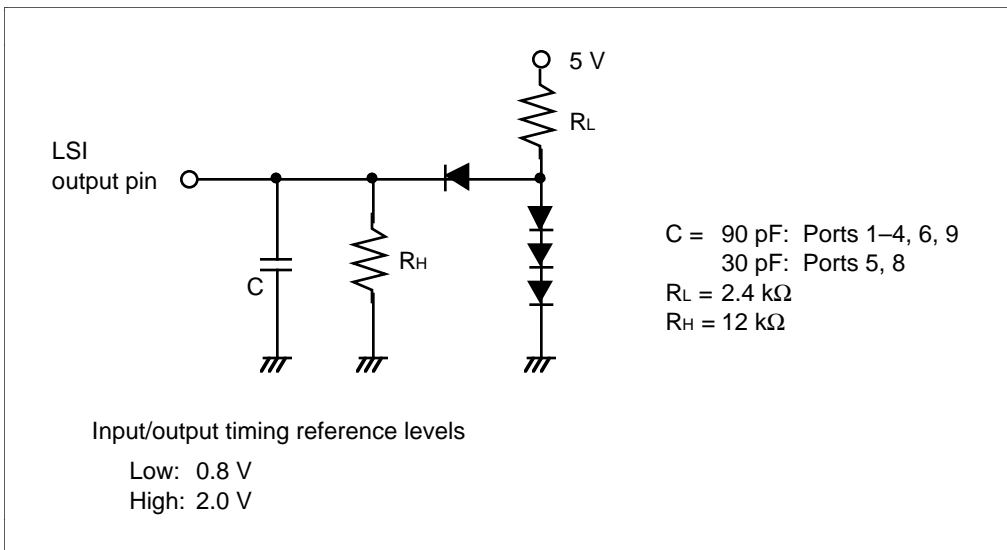 5 V
RL
LSI
output pin
C
RH
C = 90 pF: Ports 1–4, 6, 9
30 pF: Ports 5, 8
RL = 2.4 kΩ
RH = 12 kΩ
Input/output timing reference levels
Low: 0.8 V
High: 2.0 V